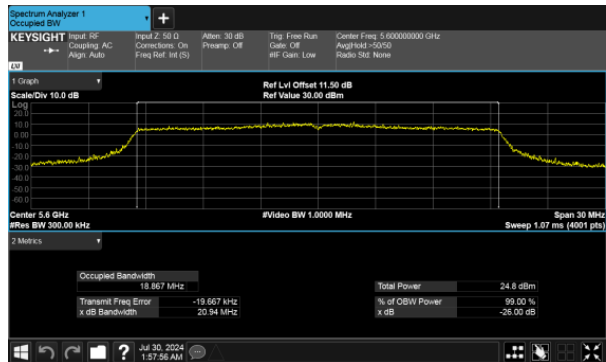 Spectrum Analyzer 1
Occupied BW
+
KEYSIGHT Input: RF Input Z: 50 Ω Atten: 30 dB Trig: Free Run Center Freq: 5.600000000 GHz
Coupling: AC Corrections: On Preamp: Off Gate: Off Avg|Hold:>50/50
Align: Auto Freq Ref: Int (S) #IF Gain: Low Radio Std: None
LXI
1 Graph
Ref Lvl Offset 11.50 dB
Scale/Div 10.0 dB Ref Value 30.00 dBm
Log
20.0
10.0
0.00
-10.0
-20.0
-30.0
-40.0
-50.0
-60.0
Center 5.6 GHz #Video BW 1.0000 MHz Span 30 MHz
#Res BW 300.00 kHz Sweep 1.07 ms (4001 pts)
2 Metrics
Occupied Bandwidth
18.867 MHz Total Power 24.8 dBm
Transmit Freq Error -19.667 kHz % of OBW Power 99.00 %
x dB Bandwidth 20.94 MHz x dB -26.00 dB
? Jul 30, 2024
1:57:56 AM